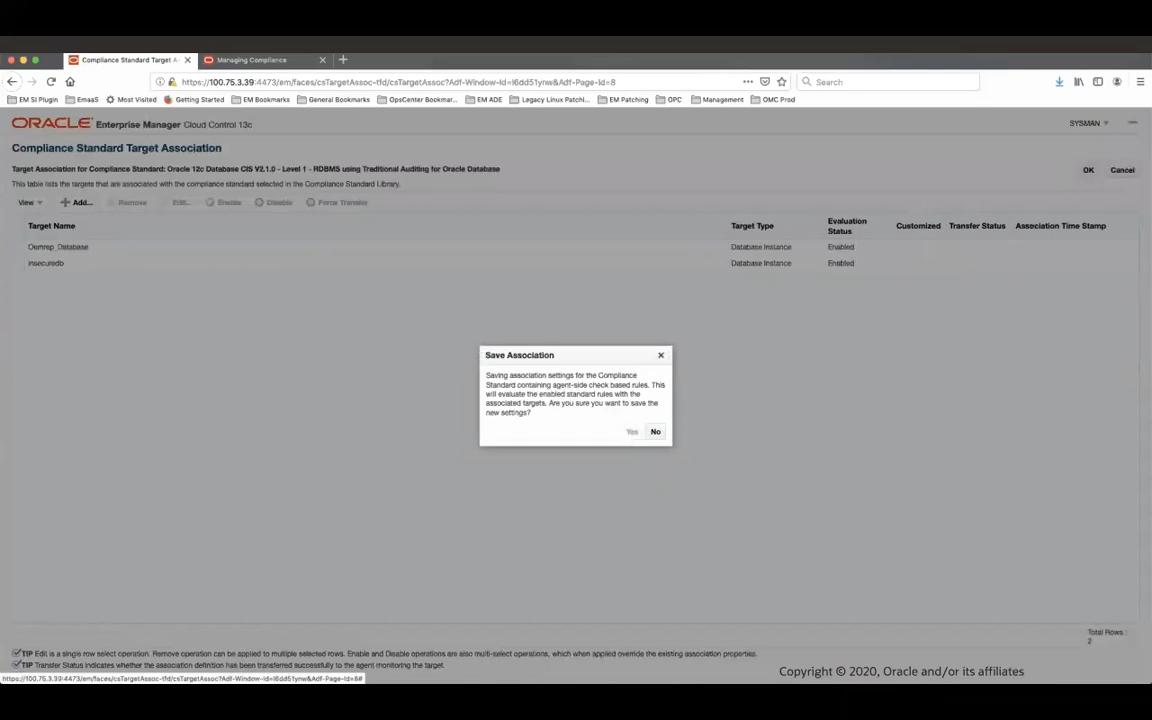 Compliance Standard Target A
Managing Compliance
https://100.75.3.39:4473/em/faces/csTargetAssoc-tfd/csTargetAssoc?Adf-Window-Id=l6dd51ynw&Adf-Page-Id=8
Search
EM SI Plugin EmaaS Most Visited Getting Started EM Bookmarks General Bookmarks OpsCenter Bookmar... EM ADE Legacy Linux Patchi... EM Patching OPC Management OMC Prod
ORACLE Enterprise Manager Cloud Control 13c
SYSMAN
Compliance Standard Target Association
Target Association for Compliance Standard: Oracle 12c Database CIS V2.1.0 - Level 1 - RDBMS using Traditional Auditing for Oracle Database
OK Cancel
This table lists the targets that are associated with the compliance standard selected in the Compliance Standard Library.
View Add... Remove Edit... Enable Disable Force Transfer
Target Name Target Type Evaluation Status Customized Transfer Status Association Time Stamp
Oemrep_Database Database Instance Enabled
insecuredb Database Instance Enabled
Save Association
Saving association settings for the Compliance
Standard containing agent-side check based rules. This
will evaluate the enabled standard rules with the
associated targets. Are you sure you want to save the
new settings?
Yes No
Total Rows :
2
TIP Edit is a single row select operation. Remove operation can be applied to multiple selected rows. Enable and Disable operations are also multi-select operations, which when applied override the existing association properties.
TIP Transfer Status indicates whether the association definition has been transferred successfully to the agent monitoring the target.
Copyright © 2020, Oracle and/or its affiliates
https://100.75.3.39:4473/em/faces/csTargetAssoc-tfd/csTargetAssoc?Adf-Window-Id=l6dd51ynw&Adf-Page-Id=8#